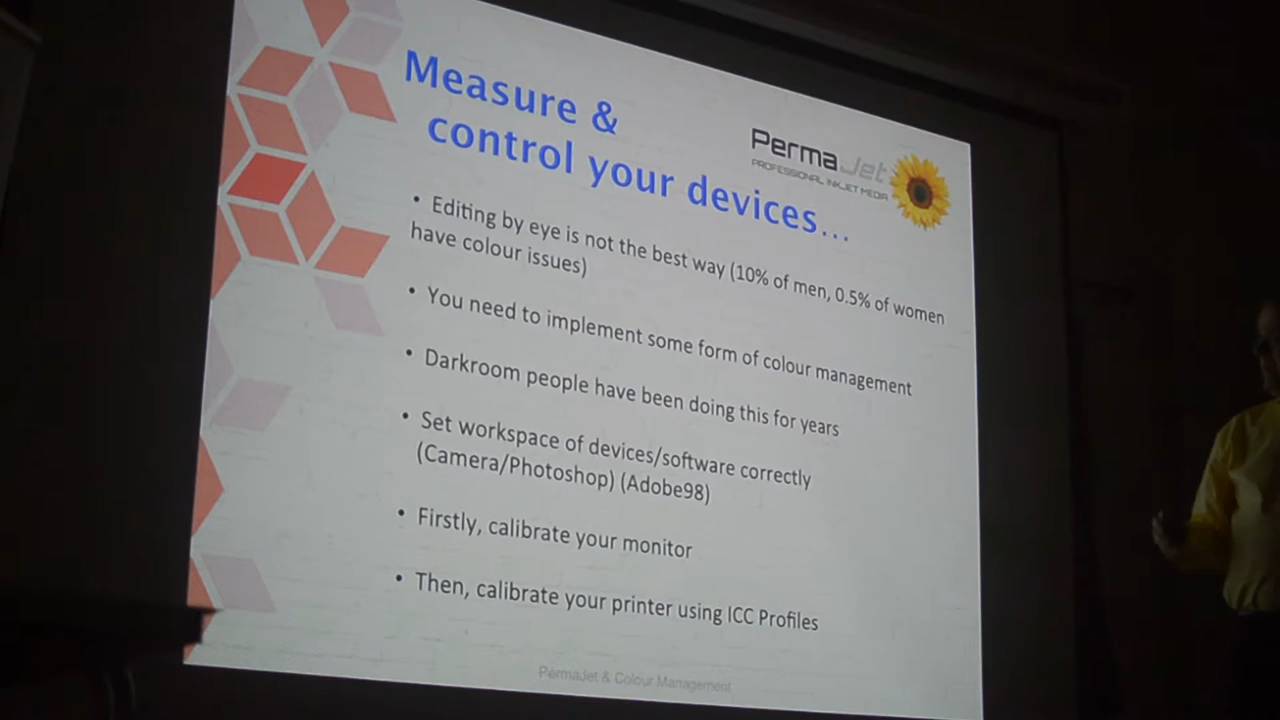 Measure &
control your devices...
PermaJet
PROFESSIONAL INKJET MEDIA
• Editing by eye is not the best way (10% of men, 0.5% of women
have colour issues)
• You need to implement some form of colour management
• Darkroom people have been doing this for years
• Set workspace of devices/software correctly
(Camera/Photoshop) (Adobe98)
• Firstly, calibrate your monitor
• Then, calibrate your printer using ICC Profiles
PermaJet & Colour Management